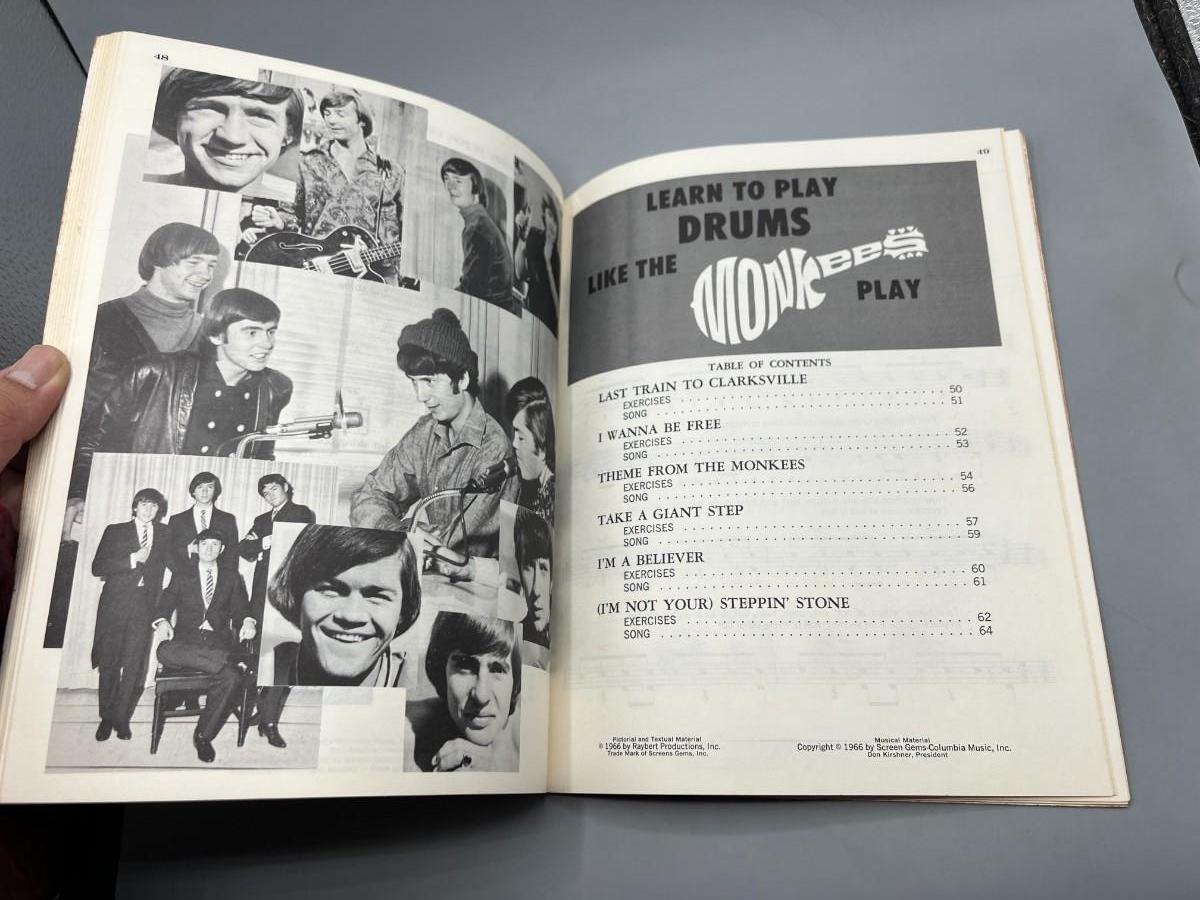 48
49
LEARN TO PLAY
DRUMS
LIKE THE MONKEES PLAY
TABLE OF CONTENTS
LAST TRAIN TO CLARKSVILLE
EXERCISES . . . . . . . . . . . . . . . . . . . . 50
SONG . . . . . . . . . . . . . . . . . . . . 51
I WANNA BE FREE
EXERCISES . . . . . . . . . . . . . . . . . . . . 52
SONG . . . . . . . . . . . . . . . . . . . . 53
THEME FROM THE MONKEES
EXERCISES . . . . . . . . . . . . . . . . . . . . 54
SONG . . . . . . . . . . . . . . . . . . . . 56
TAKE A GIANT STEP
EXERCISES . . . . . . . . . . . . . . . . . . . . 57
SONG . . . . . . . . . . . . . . . . . . . . 59
I'M A BELIEVER
EXERCISES . . . . . . . . . . . . . . . . . . . . 60
SONG . . . . . . . . . . . . . . . . . . . . 61
(I'M NOT YOUR) STEPPIN' STONE
EXERCISES . . . . . . . . . . . . . . . . . . . . 62
SONG . . . . . . . . . . . . . . . . . . . . 64
Pictorial and Textual Material
© 1966 by Raybert Productions, Inc.
Trade Mark of Screens Gems, Inc.
Musical Material
Copyright © 1966 by Screen Gems-Columbia Music, Inc.
Don Kirshner, President